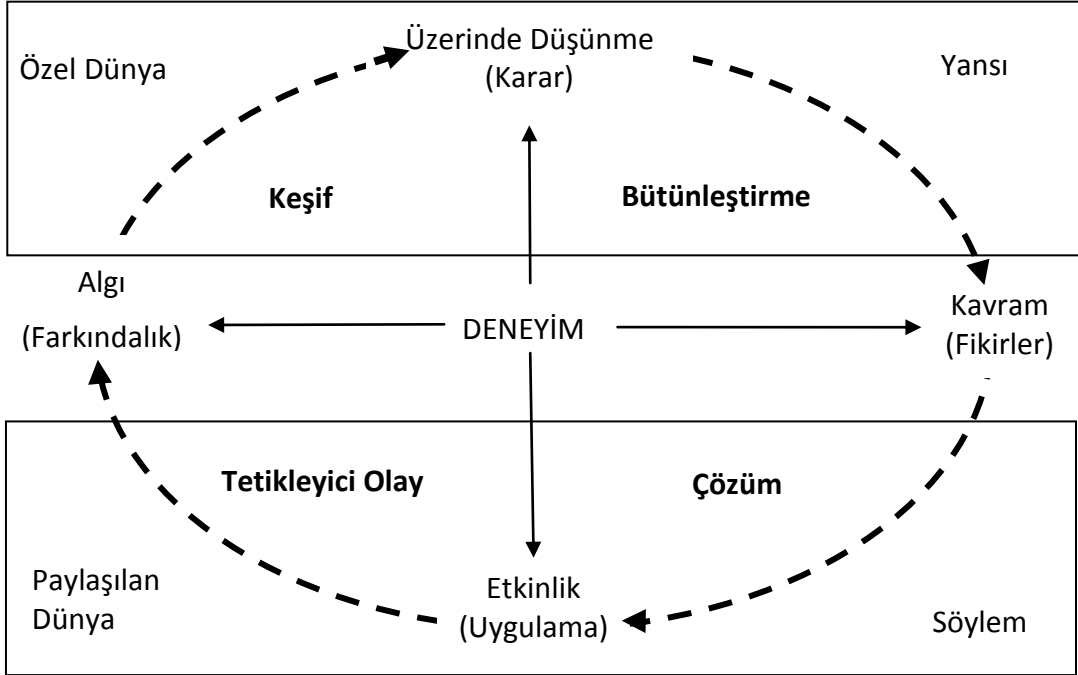 Üzerinde Düşünme
(Karar)
Özel Dünya
Yansı
Keşif
Bütünleştirme
Algı
(Farkındalık)
DENEYİM
Kavram
(Fikirler)
Tetikleyici Olay
Çözüm
Paylaşılan
Dünya
Etkinlik
(Uygulama)
Söylem